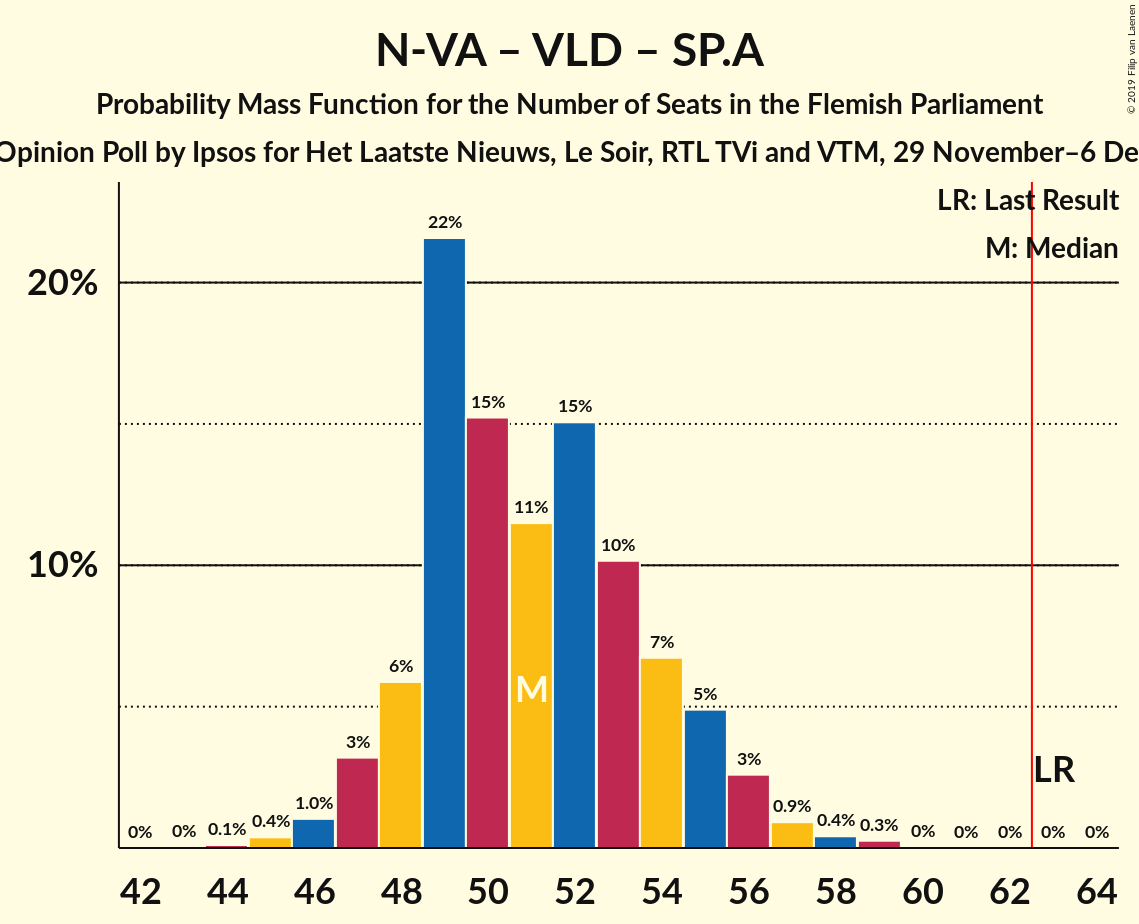 N-VA – VLD – SP.A
Probability Mass Function for the Number of Seats in the Flemish Parliament
Opinion Poll by Ipsos for Het Laatste Nieuws, Le Soir, RTL TVi and VTM, 29 November–6 De
© 2019 Filip van Laenen
LR: Last Result
M: Median
22%
20%
15% 15%
11%
10%
10%
7%
6%
M
5%
3% 3%
LR
0% 0% 0.1% 0.4% 1.0% 0.9% 0.4% 0.3% 0% 0% 0% 0% 0%
42 44 46 48 50 52 54 56 58 60 62 64